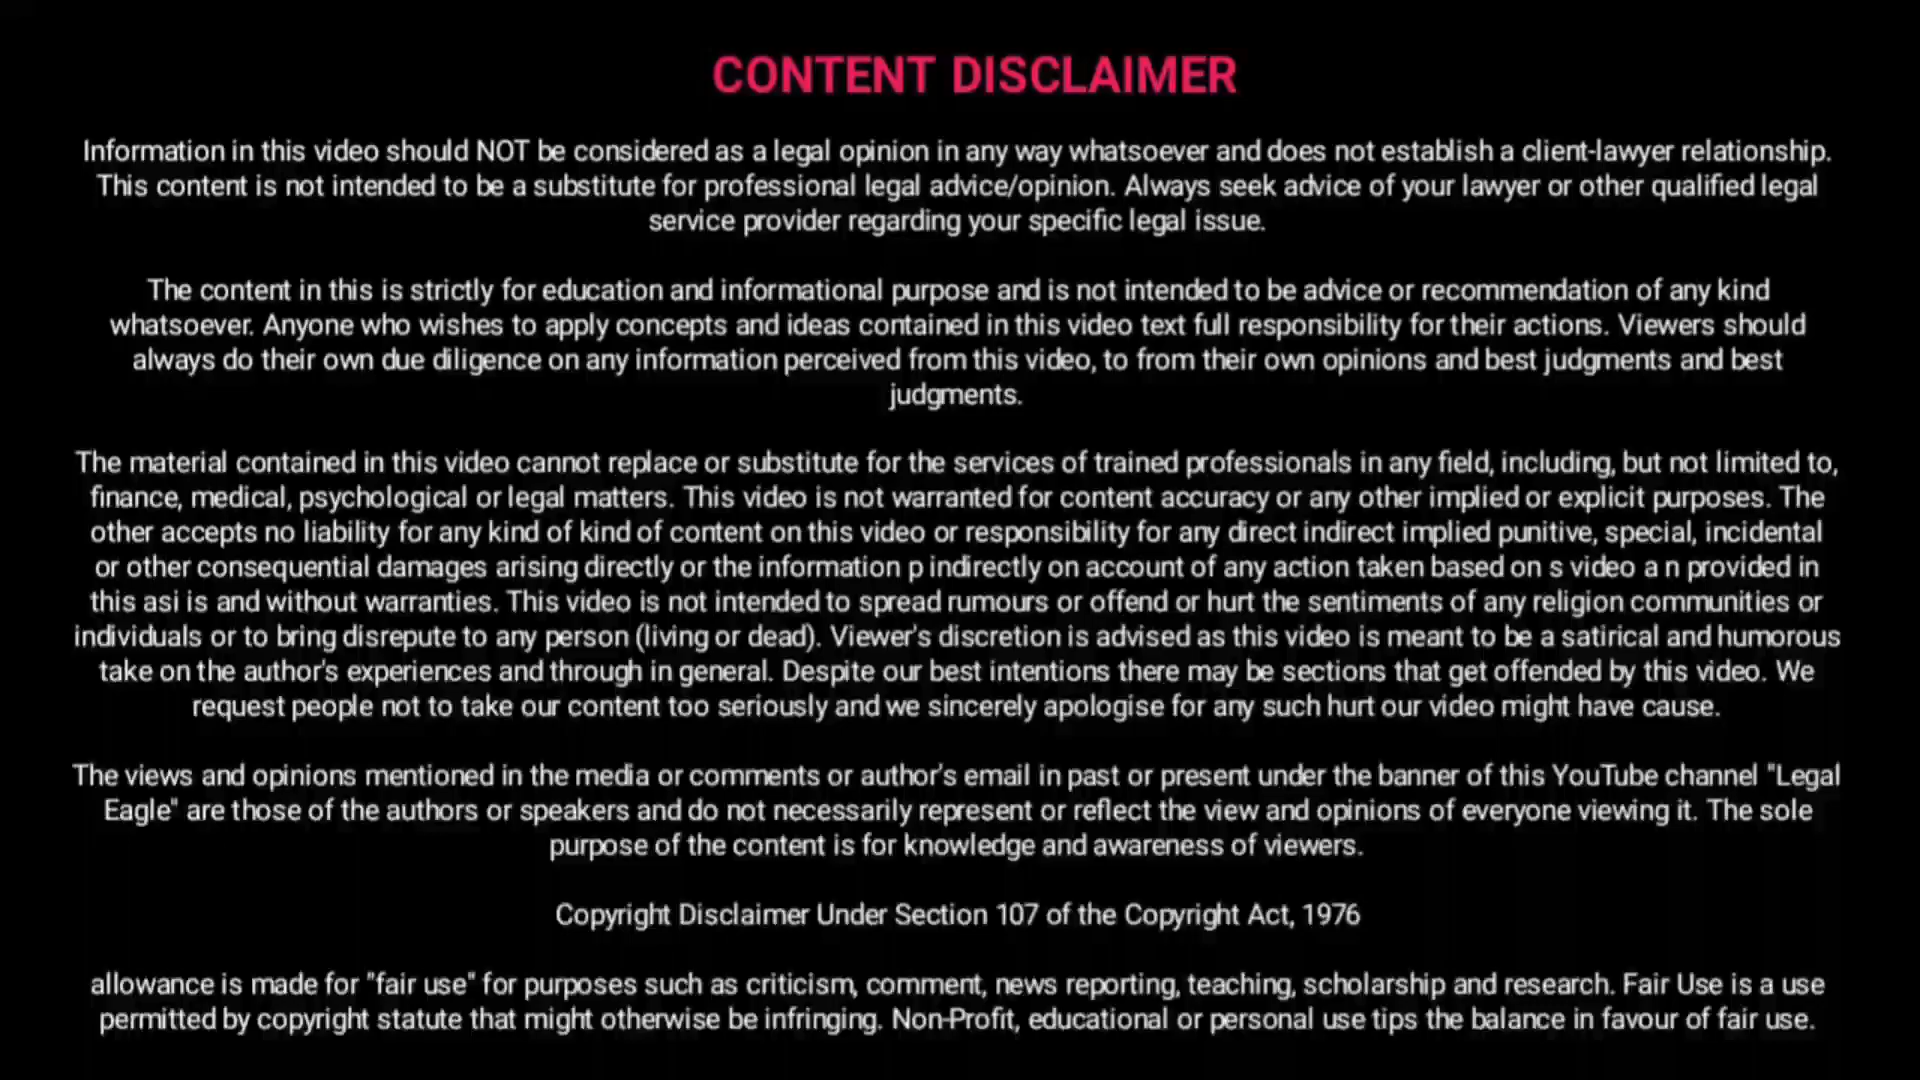 CONTENT DISCLAIMER
Information in this video should NOT be considered as a legal opinion in any way whatsoever and does not establish a client-lawyer relationship.
This content is not intended to be a substitute for professional legal advice/opinion. Always seek advice of your lawyer or other qualified legal
service provider regarding your specific legal issue.
The content in this is strictly for education and informational purpose and is not intended to be advice or recommendation of any kind
whatsoever. Anyone who wishes to apply concepts and ideas contained in this video text full responsibility for their actions. Viewers should
always do their own due diligence on any information perceived from this video, to from their own opinions and best judgments and best
judgments.
The material contained in this video cannot replace or substitute for the services of trained professionals in any field, including, but not limited to,
finance, medical, psychological or legal matters. This video is not warranted for content accuracy or any other implied or explicit purposes. The
other accepts no liability for any kind of kind of content on this video or responsibility for any direct indirect implied punitive, special, incidental
or other consequential damages arising directly or the information p indirectly on account of any action taken based on s video a n provided in
this asi is and without warranties. This video is not intended to spread rumours or offend or hurt the sentiments of any religion communities or
individuals or to bring disrepute to any person (living or dead). Viewer's discretion is advised as this video is meant to be a satirical and humorous
take on the author's experiences and through in general. Despite our best intentions there may be sections that get offended by this video. We
request people not to take our content too seriously and we sincerely apologise for any such hurt our video might have cause.
The views and opinions mentioned in the media or comments or author's email in past or present under the banner of this YouTube channel "Legal
Eagle" are those of the authors or speakers and do not necessarily represent or reflect the view and opinions of everyone viewing it. The sole
purpose of the content is for knowledge and awareness of viewers.
Copyright Disclaimer Under Section 107 of the Copyright Act, 1976
allowance is made for "fair use" for purposes such as criticism, comment, news reporting, teaching, scholarship and research. Fair Use is a use
permitted by copyright statute that might otherwise be infringing. Non-Profit, educational or personal use tips the balance in favour of fair use.